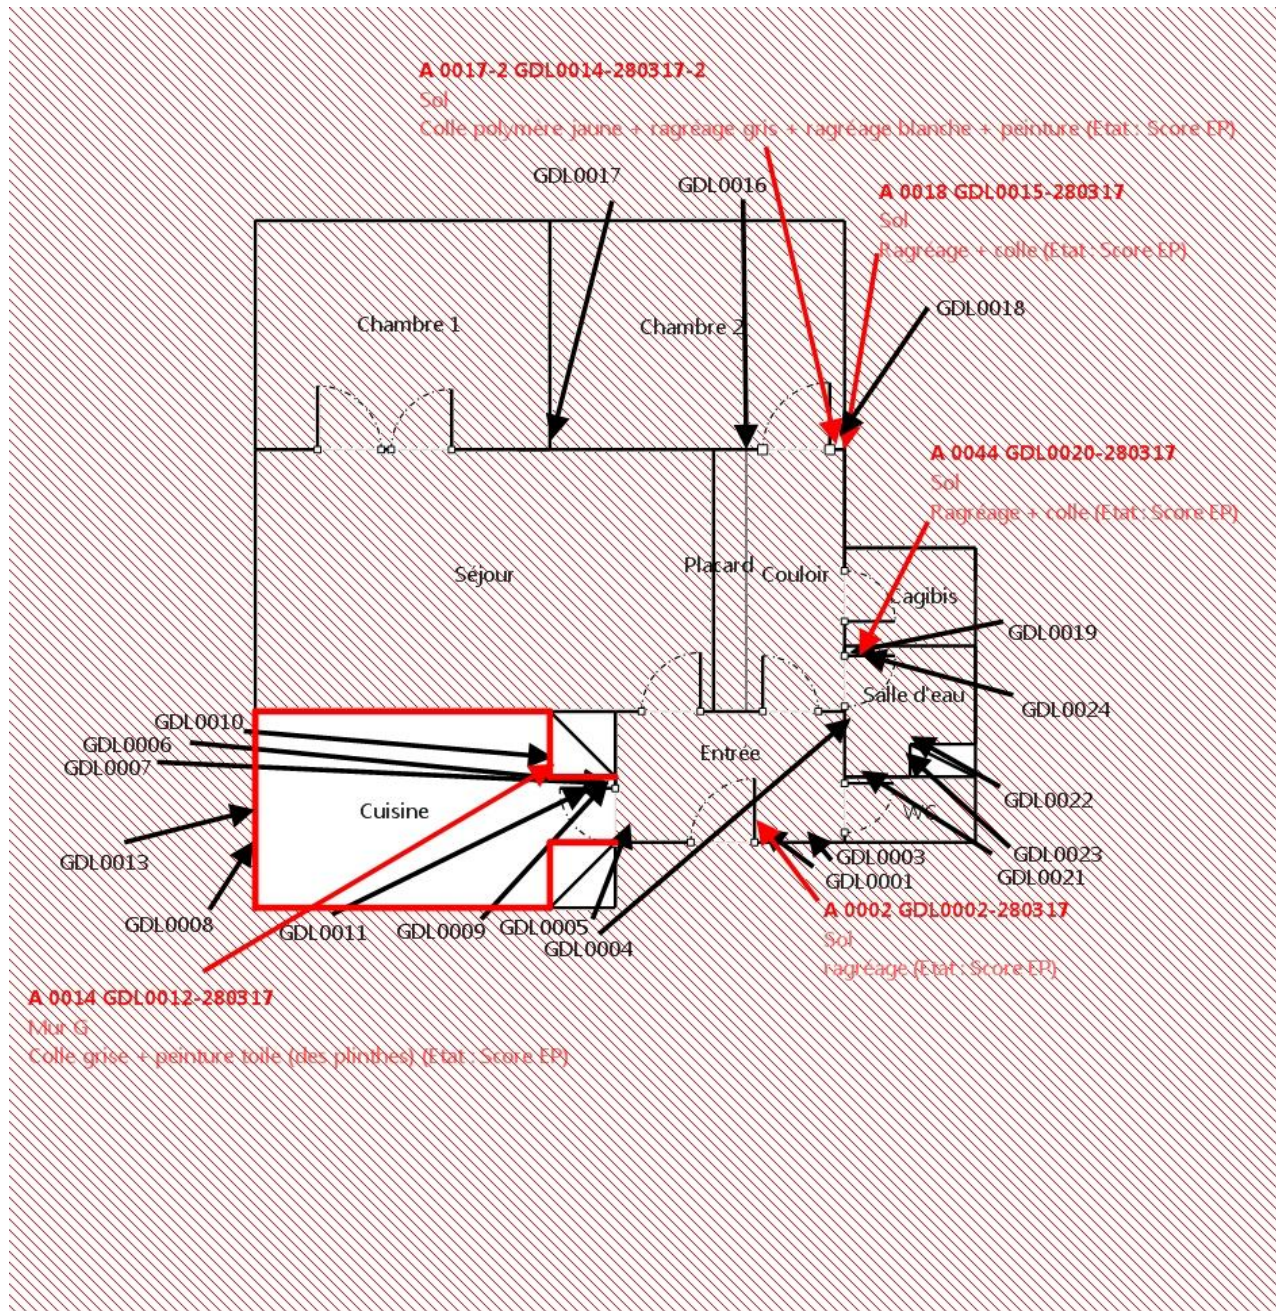 A 0017-2 GDL0014-280317-2
Sol
Colle polymère jaune + ragréage gris + ragréage blanche + peinture (Etat : Score EP)
GDL0017
GDL0016
A 0018 GDL0015-280317
Sol
Ragréage + colle (Etat : Score EP)
GDL0018
Chambre 1
Chambre 2
A 0044 GDL0020-280317
Sol
Ragréage + colle (Etat : Score EP)
Séjour
Placard
Couloir
Cagibis
GDL0019
Salle d'eau
GDL0024
GDL0010
GDL0006
GDL0007
Entrée
Cuisine
WC
GDL0022
GDL0013
GDL0003
GDL0023
GDL0001
GDL0021
GDL0008
GDL0011
GDL0009
GDL0005
GDL0004
A 0002 GDL0002-280317
Sol
ragréage (Etat : Score EP)
A 0014 GDL0012-280317
Mur G
Colle grise + peinture toile (des plinthes) (Etat : Score EP)